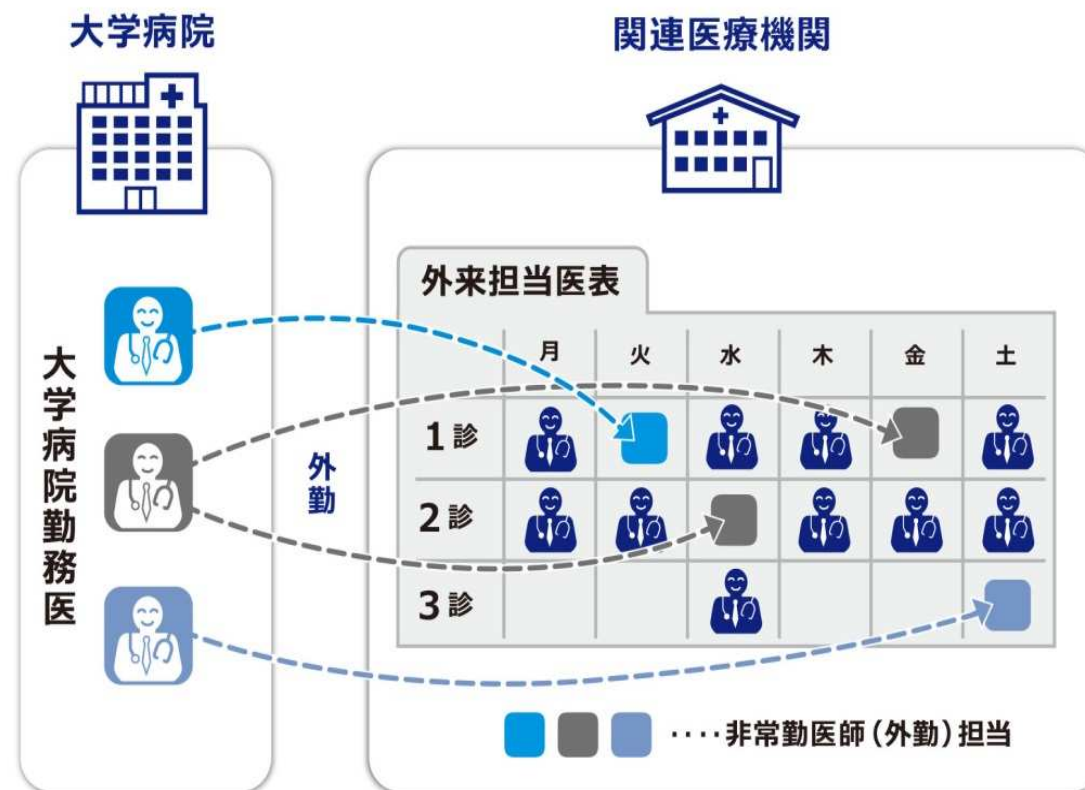 大学病院
関連医療機関
大学病院勤務医
外勤
外来担当医表
月 火 水 木 金 土
1診
2診
3診
‥‥非常勤医師(外勤)担当